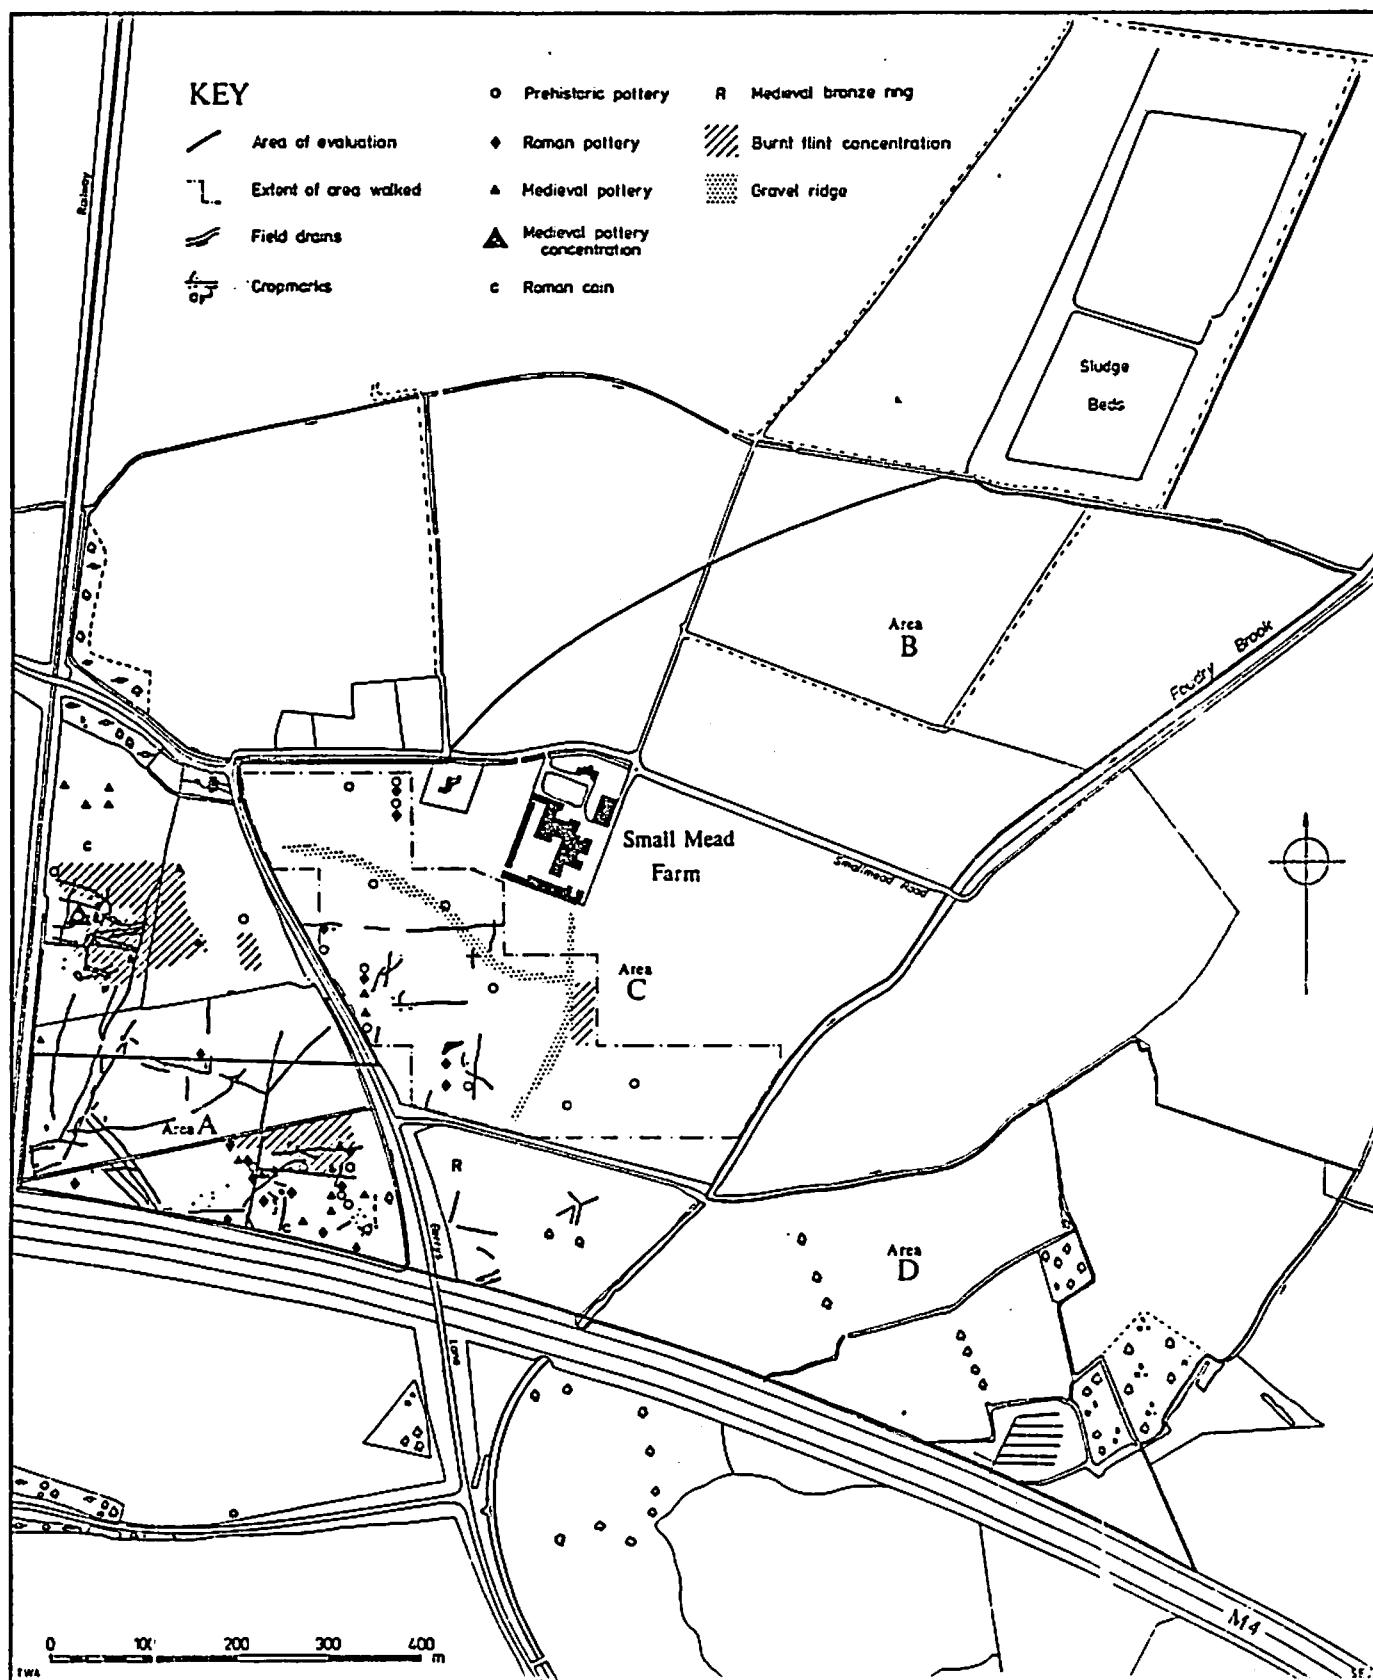 KEY
Area of evaluation
Extent of area walked
Field drains
Cropmarks
Prehistoric pottery
Roman pottery
Medieval pottery
Medieval pottery
concentration
c Roman coin
R Medieval bronze ring
Burnt flint concentration
Gravel ridge
Railway
Sludge
Beds
Area
B
Foudry Brook
Small Mead
Farm
Smallmead Road
c
Area
C
Area A
R
c
Berrys
Lane
Area
D
M4
0 100 200 300 400
m
TWA